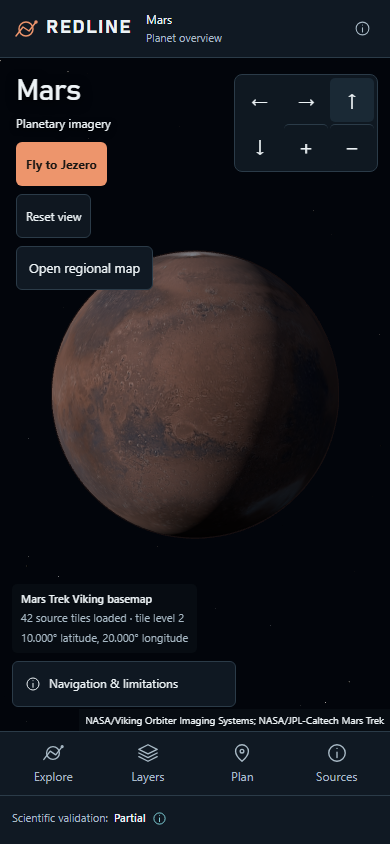 REDLINE
Mars
Planet overview
Mars
Planetary imagery
← → ↑
↓ + −
Fly to Jezero
Reset view
Open regional map
Mars Trek Viking basemap
42 source tiles loaded · tile level 2
10.000° latitude, 20.000° longitude
Navigation & limitations
NASA/Viking Orbiter Imaging Systems; NASA/JPL-Caltech Mars Trek
Explore
Layers
Plan
Sources
Scientific validation: Partial